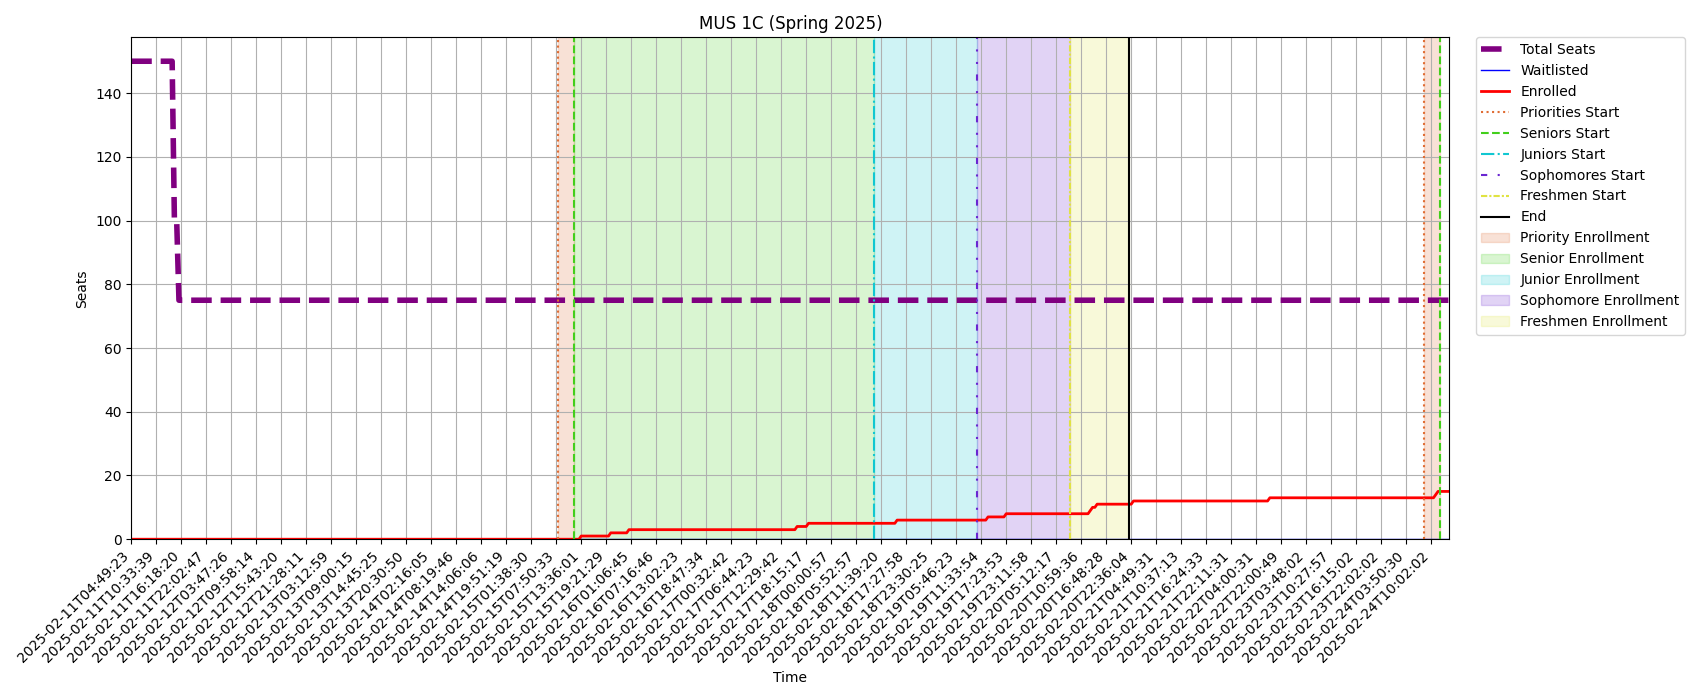 MUS 1C (Spring 2025)
Seats
140
120
100
80
60
40
20
0
2025-02-11T04:49:23
2025-02-11T10:33:39
2025-02-11T16:18:20
2025-02-11T22:02:47
2025-02-12T03:47:26
2025-02-12T09:58:14
2025-02-12T15:43:20
2025-02-12T21:28:11
2025-02-13T03:12:59
2025-02-13T09:00:15
2025-02-13T14:45:25
2025-02-13T20:30:50
2025-02-14T02:16:05
2025-02-14T08:19:46
2025-02-14T14:06:06
2025-02-14T19:51:19
2025-02-15T01:38:30
2025-02-15T07:50:33
2025-02-15T13:36:01
2025-02-15T19:21:29
2025-02-16T01:06:45
2025-02-16T07:16:46
2025-02-16T13:02:23
2025-02-16T18:47:34
2025-02-17T00:32:42
2025-02-17T06:44:23
2025-02-17T12:29:42
2025-02-17T18:15:17
2025-02-18T00:00:57
2025-02-18T05:52:57
2025-02-18T11:39:20
2025-02-18T17:27:58
2025-02-18T23:30:25
2025-02-19T05:46:23
2025-02-19T11:33:54
2025-02-19T17:23:53
2025-02-19T23:11:58
2025-02-20T05:12:17
2025-02-20T10:59:36
2025-02-20T16:48:28
2025-02-20T22:36:04
2025-02-21T04:49:31
2025-02-21T10:37:13
2025-02-21T16:24:33
2025-02-21T22:11:31
2025-02-22T04:00:31
2025-02-22T22:00:49
2025-02-23T03:48:02
2025-02-23T10:27:57
2025-02-23T16:15:02
2025-02-23T22:02:02
2025-02-24T03:50:30
2025-02-24T10:02:02
Time
Total Seats
Waitlisted
Enrolled
Priorities Start
Seniors Start
Juniors Start
Sophomores Start
Freshmen Start
End
Priority Enrollment
Senior Enrollment
Junior Enrollment
Sophomore Enrollment
Freshmen Enrollment